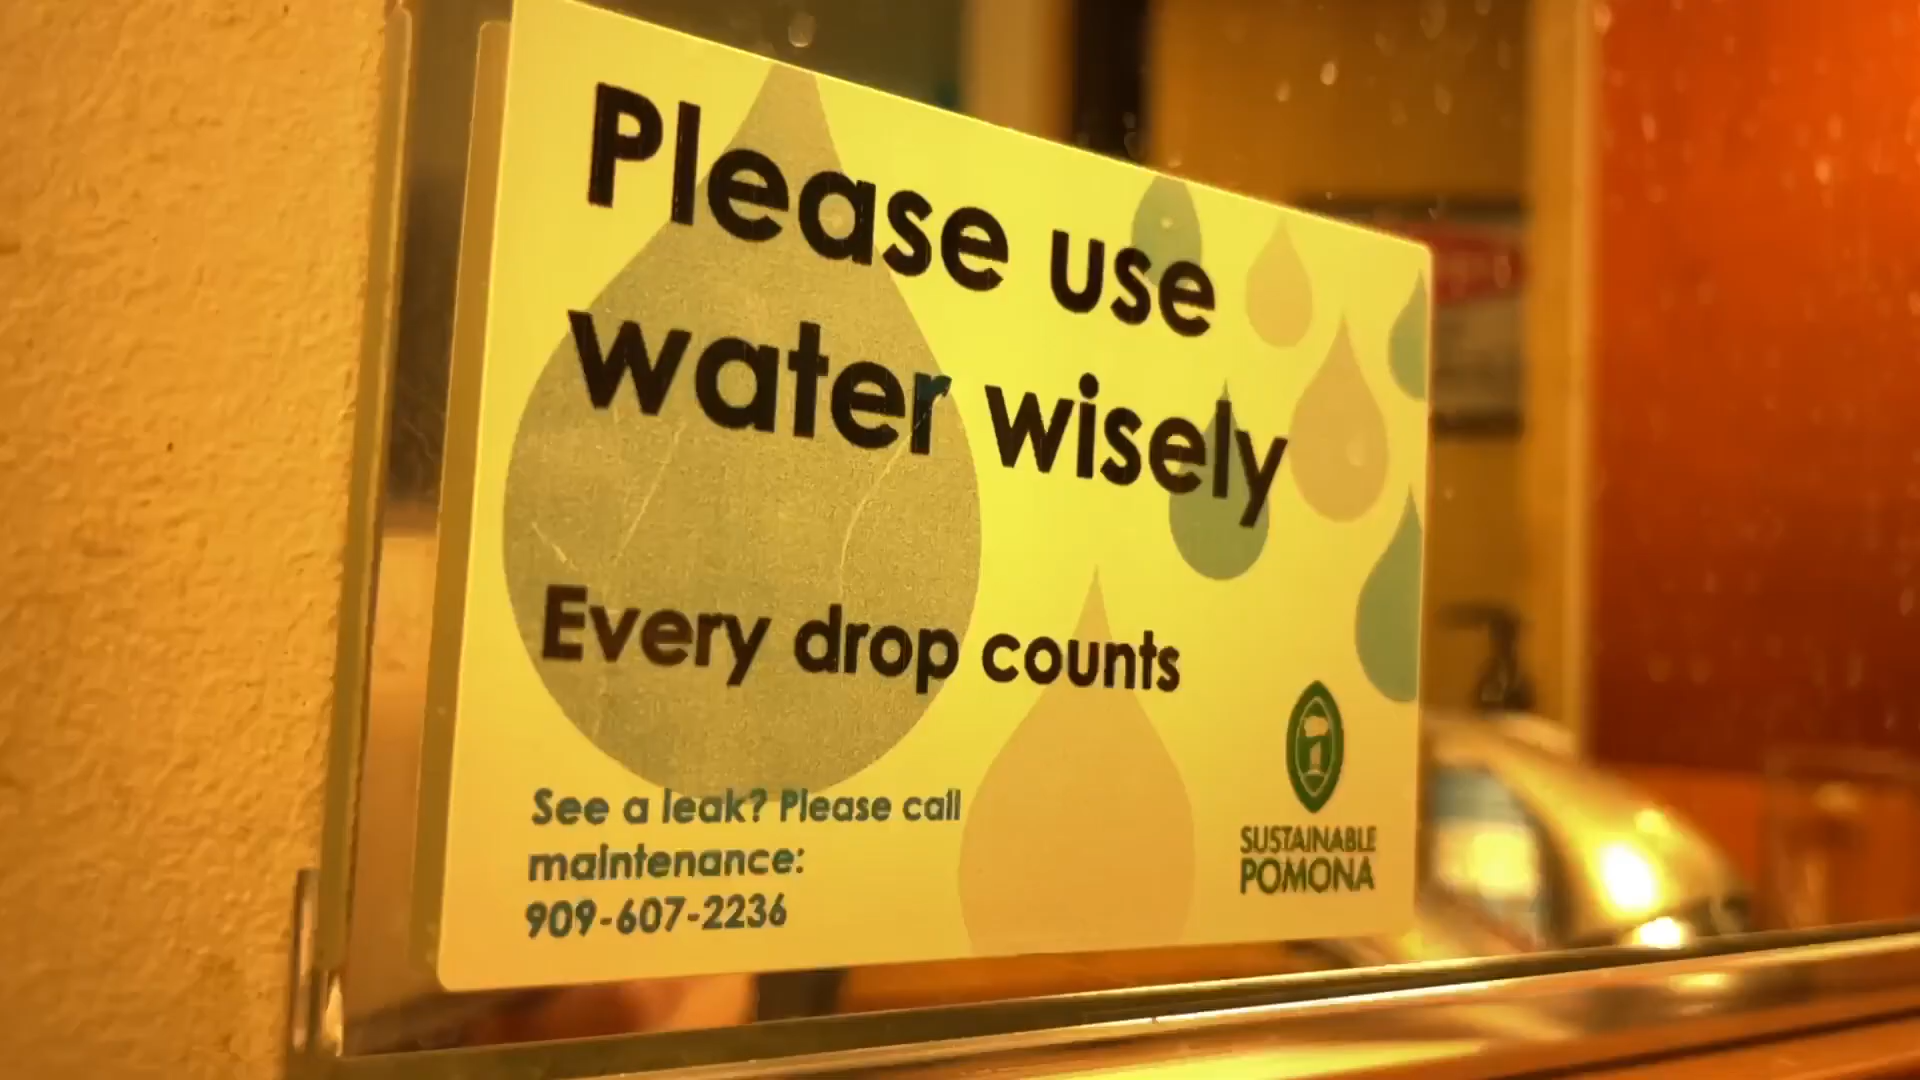 Please use
water wisely
Every drop counts
See a leak? Please call
maintenance:
909-607-2236
SUSTAINABLE
POMONA